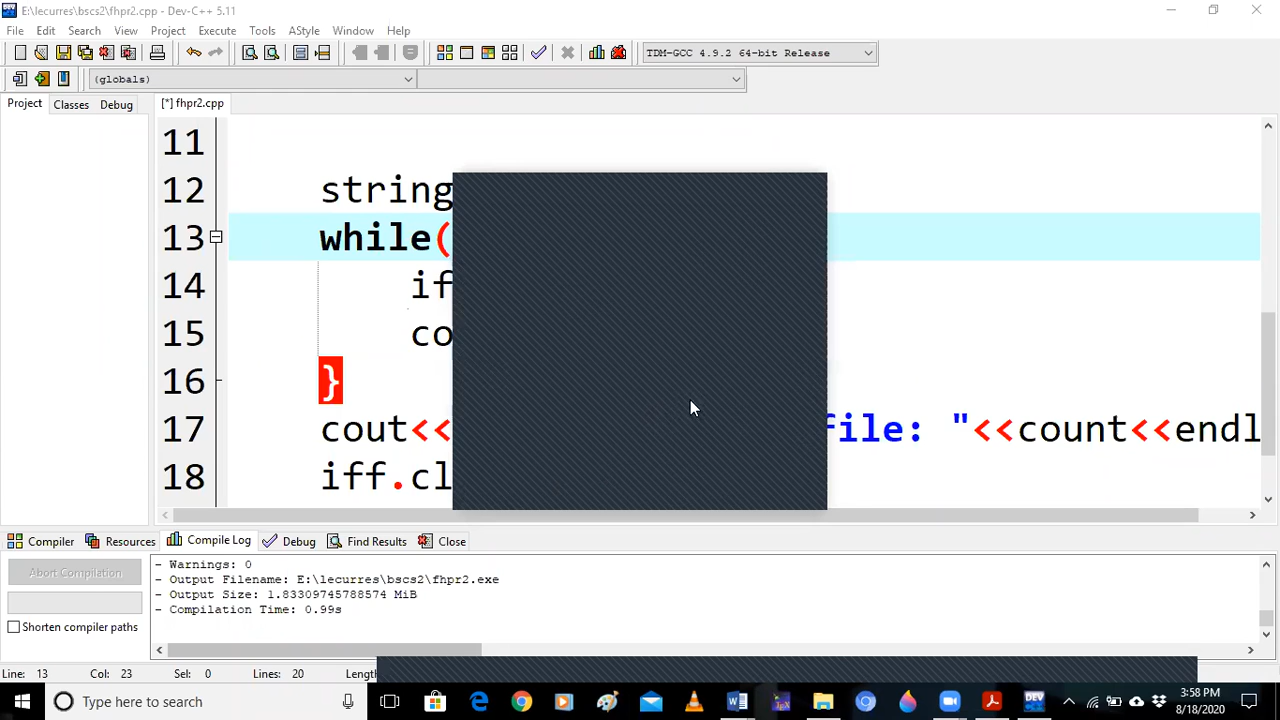 E:\lecurres\bscs2\fhpr2.cpp - Dev-C++ 5.11
File Edit Search View Project Execute Tools AStyle Window Help
TDM-GCC 4.9.2 64-bit Release
(globals)
Project Classes Debug [*] fhpr2.cpp
11
12 string
13 while(
14 if
15 co
16 }
17 cout<< file: "<<count<<endl
18 iff.cl
Compiler Resources Compile Log Debug Find Results Close
Abort Compilation
Shorten compiler paths
- Warnings: 0
- Output Filename: E:\lecurres\bscs2\fhpr2.exe
- Output Size: 1.83309745788574 MiB
- Compilation Time: 0.99s
Line: 13 Col: 23 Sel: 0 Lines: 20 Length
Type here to search
DEV
3:58 PM
8/18/2020